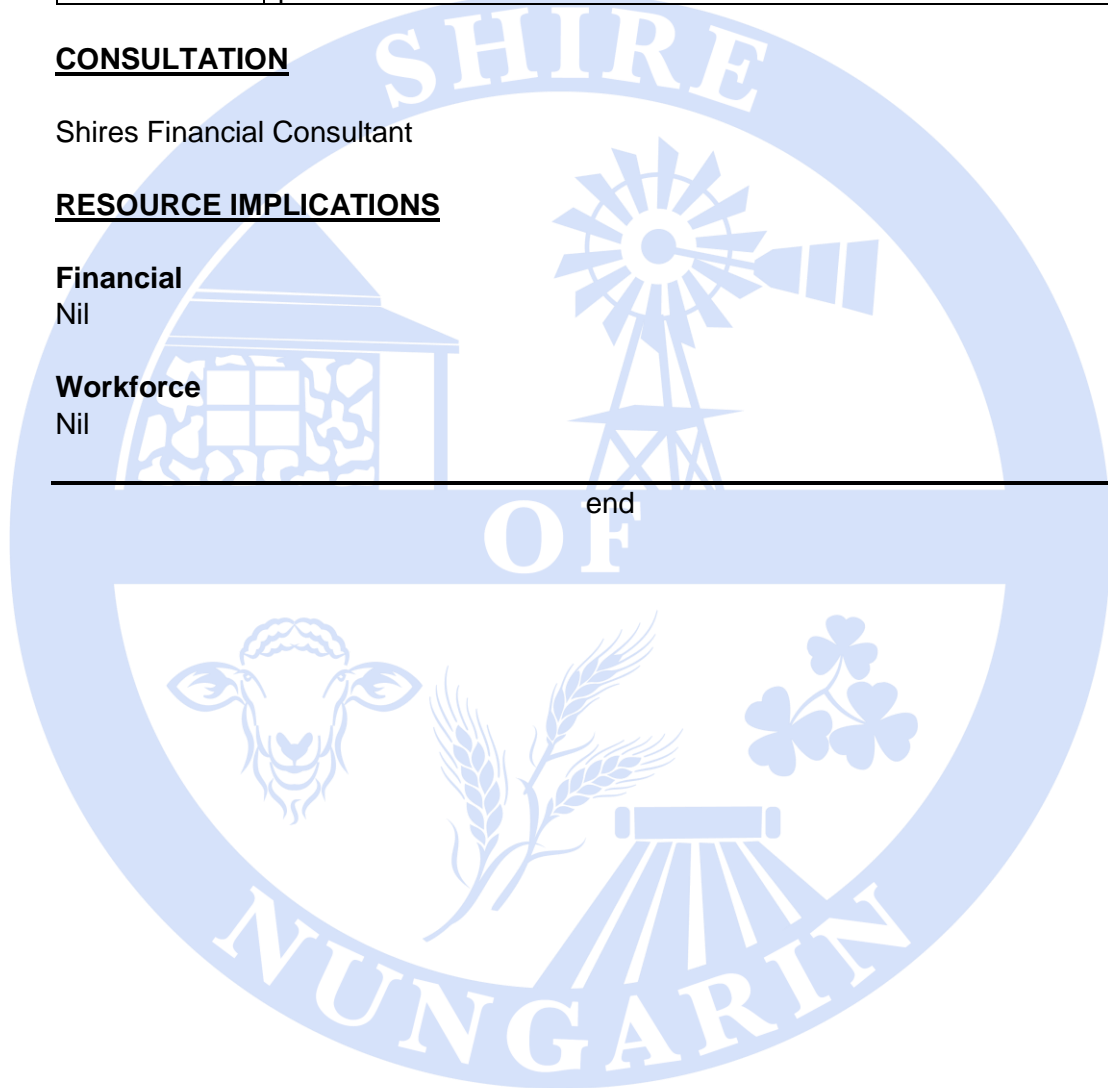 CONSULTATION
Shires Financial Consultant
RESOURCE IMPLICATIONS
Financial
Nil
Workforce
Nil
end
SHIRE
OF
NUNGARIN